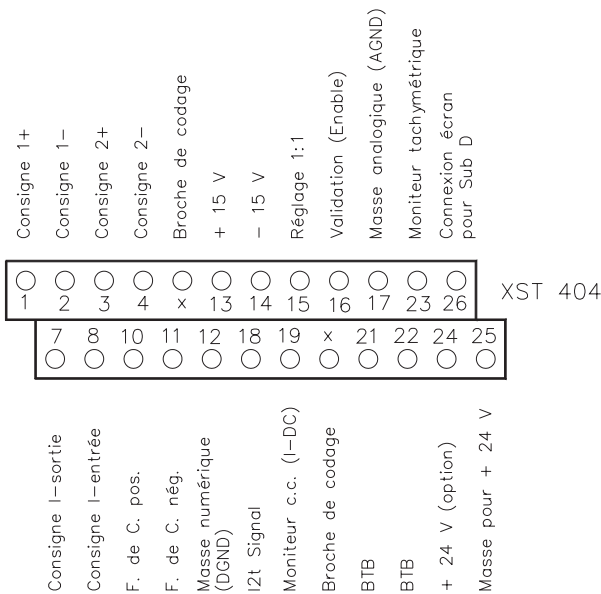 Consigne 1+
Consigne 1−
Consigne 2+
Consigne 2−
Broche de codage
+ 15 V
− 15 V
Réglage 1:1
Validation (Enable)
Masse analogique (AGND)
Moniteur tachymétrique
Connexion écran
pour Sub D
1 2 3 4 x 13 14 15 16 17 23 26
XST 404
7 8 10 11 12 18 19 x 21 22 24 25
Consigne I−sortie
Consigne I−entrée
F. de C. pos.
F. de C. nég.
Masse numérique
(DGND)
I2t Signal
Moniteur c.c. (I−DC)
Broche de codage
BTB
BTB
+ 24 V (option)
Masse pour + 24 V